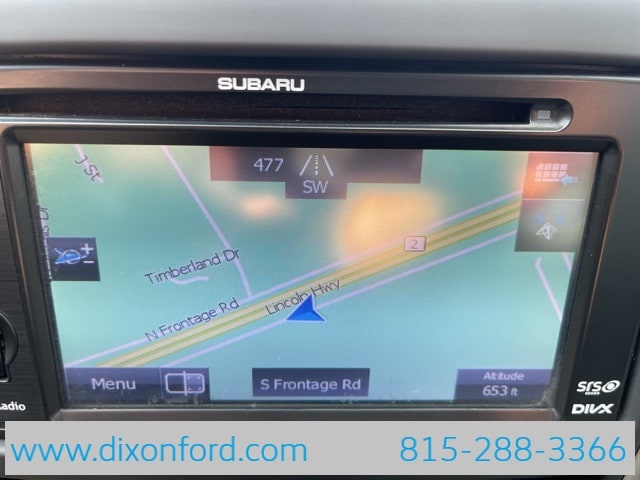 SUBARU
477
SW
J St
Dr
Timberland Dr
2
N Frontage Rd
Lincoln Hwy
Menu
S Frontage Rd
Altitude
653 ft
SRS
Radio
DIVX
www.dixonford.com 815-288-3366